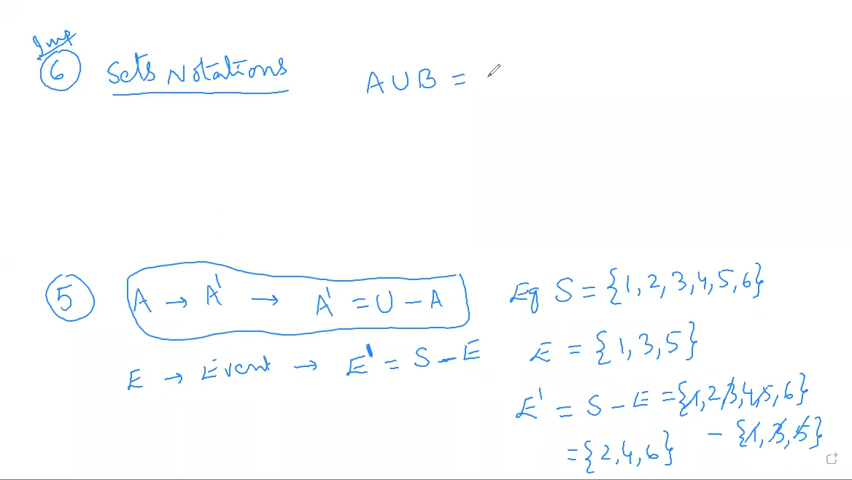 Imp
6 Sets Notations A ∪ B =
5 A → A' → A' = U − A
E → Event → E' = S − E
Eg S = {1, 2, 3, 4, 5, 6}
E = {1, 3, 5}
E' = S − E = {1, 2, 3, 4, 5, 6}
− {1, 3, 5}
= {2, 4, 6}